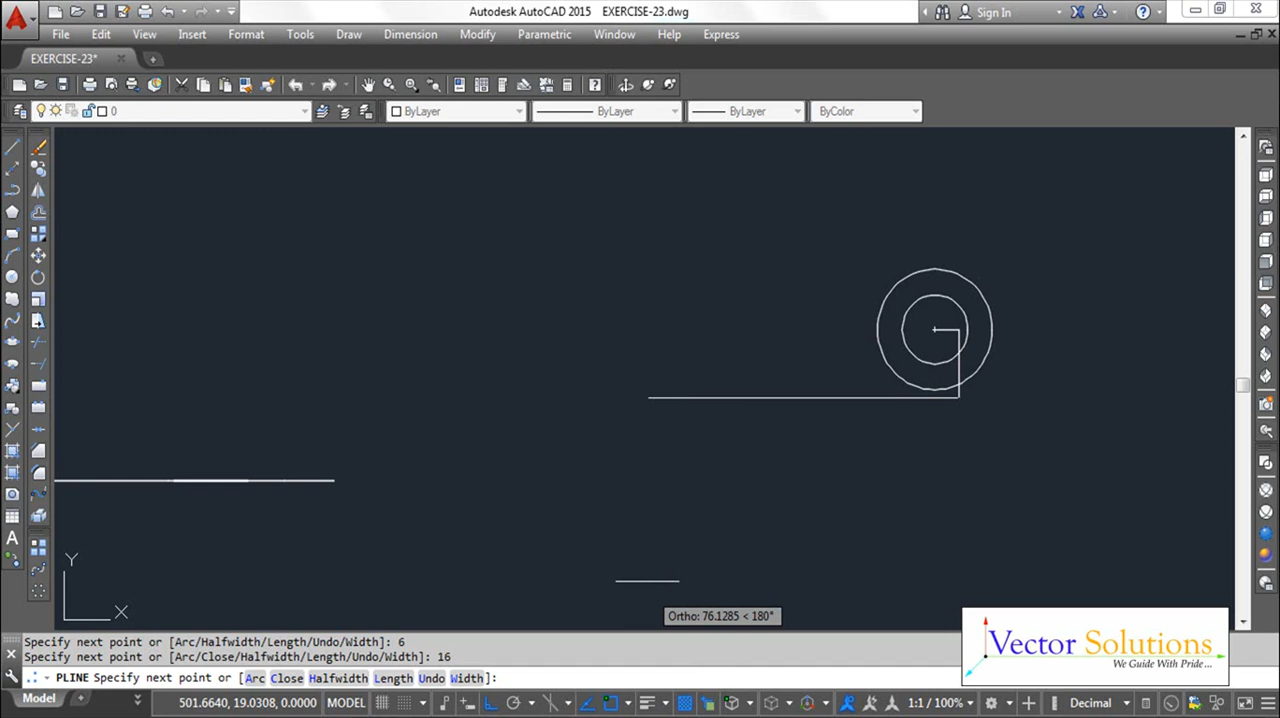 Autodesk AutoCAD 2015 EXERCISE-23.dwg
Sign In
File Edit View Insert Format Tools Draw Dimension Modify Parametric Window Help Express
EXERCISE-23*
0 ByLayer ByLayer ByLayer ByColor
A
Y
X
Ortho: 76.1285 < 180°
Specify next point or [Arc/Halfwidth/Length/Undo/Width]: 6
Specify next point or [Arc/Close/Halfwidth/Length/Undo/Width]: 16
PLINE Specify next point or [Arc Close Halfwidth Length Undo Width]:
Vector Solutions
We Guide With Pride ...
Model 501.6640, 19.0308, 0.0000 MODEL 1:1 / 100% Decimal